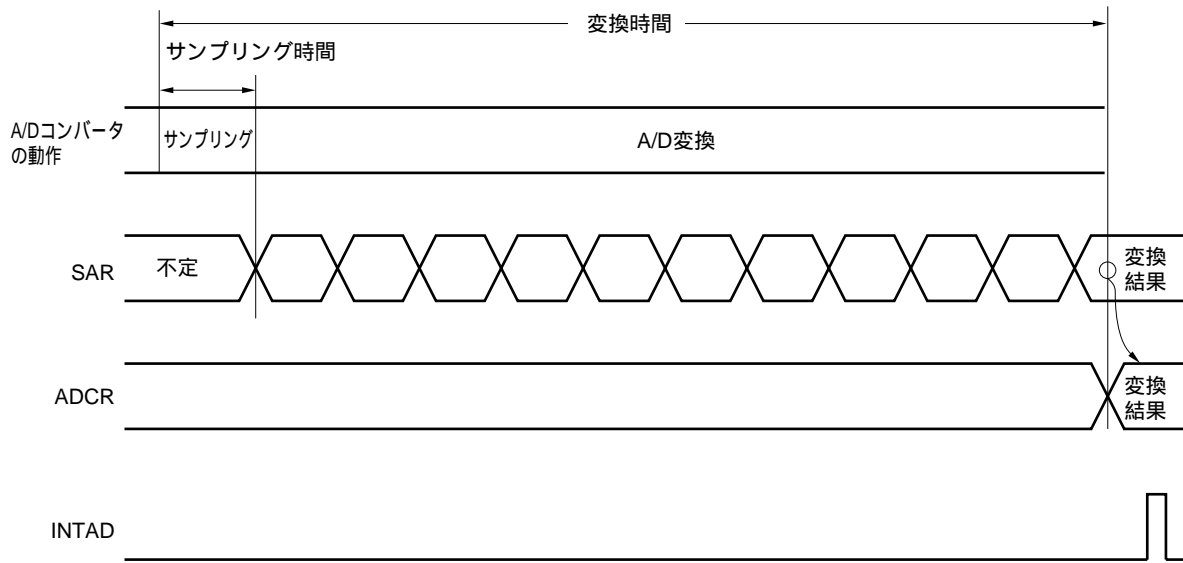 変換時間
サンプリング時間
A/Dコンバータ
の動作
サンプリング
A/D変換
SAR
不定
変換
結果
ADCR
変換
結果
INTAD